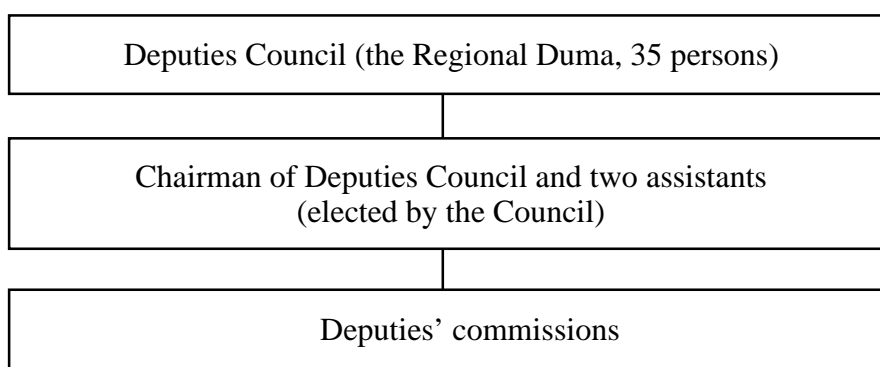 Deputies Council (the Regional Duma, 35 persons)
Chairman of Deputies Council and two assistants
(elected by the Council)
Deputies’ commissions